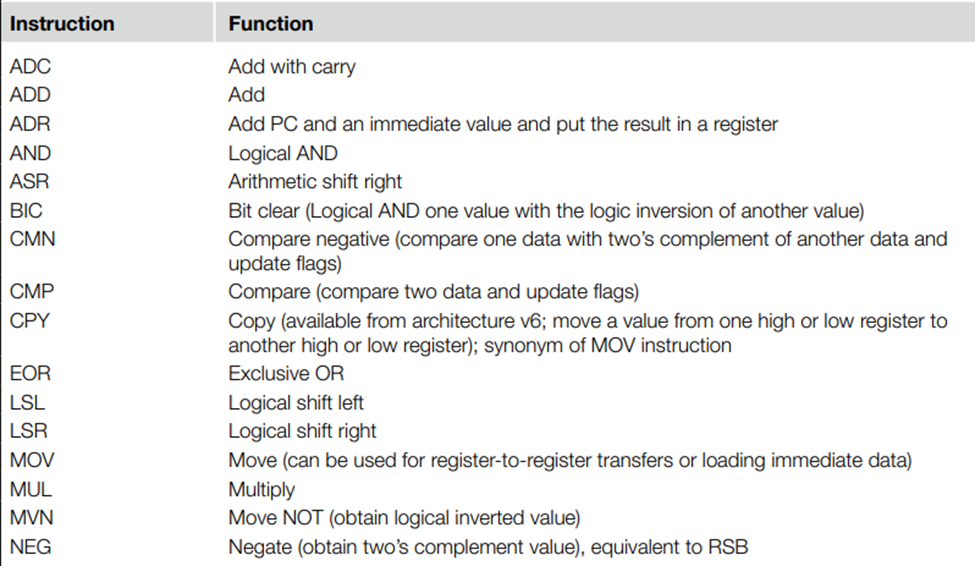 Instruction Function
ADC Add with carry
ADD Add
ADR Add PC and an immediate value and put the result in a register
AND Logical AND
ASR Arithmetic shift right
BIC Bit clear (Logical AND one value with the logic inversion of another value)
CMN Compare negative (compare one data with two’s complement of another data and
update flags)
CMP Compare (compare two data and update flags)
CPY Copy (available from architecture v6; move a value from one high or low register to
another high or low register); synonym of MOV instruction
EOR Exclusive OR
LSL Logical shift left
LSR Logical shift right
MOV Move (can be used for register-to-register transfers or loading immediate data)
MUL Multiply
MVN Move NOT (obtain logical inverted value)
NEG Negate (obtain two’s complement value), equivalent to RSB